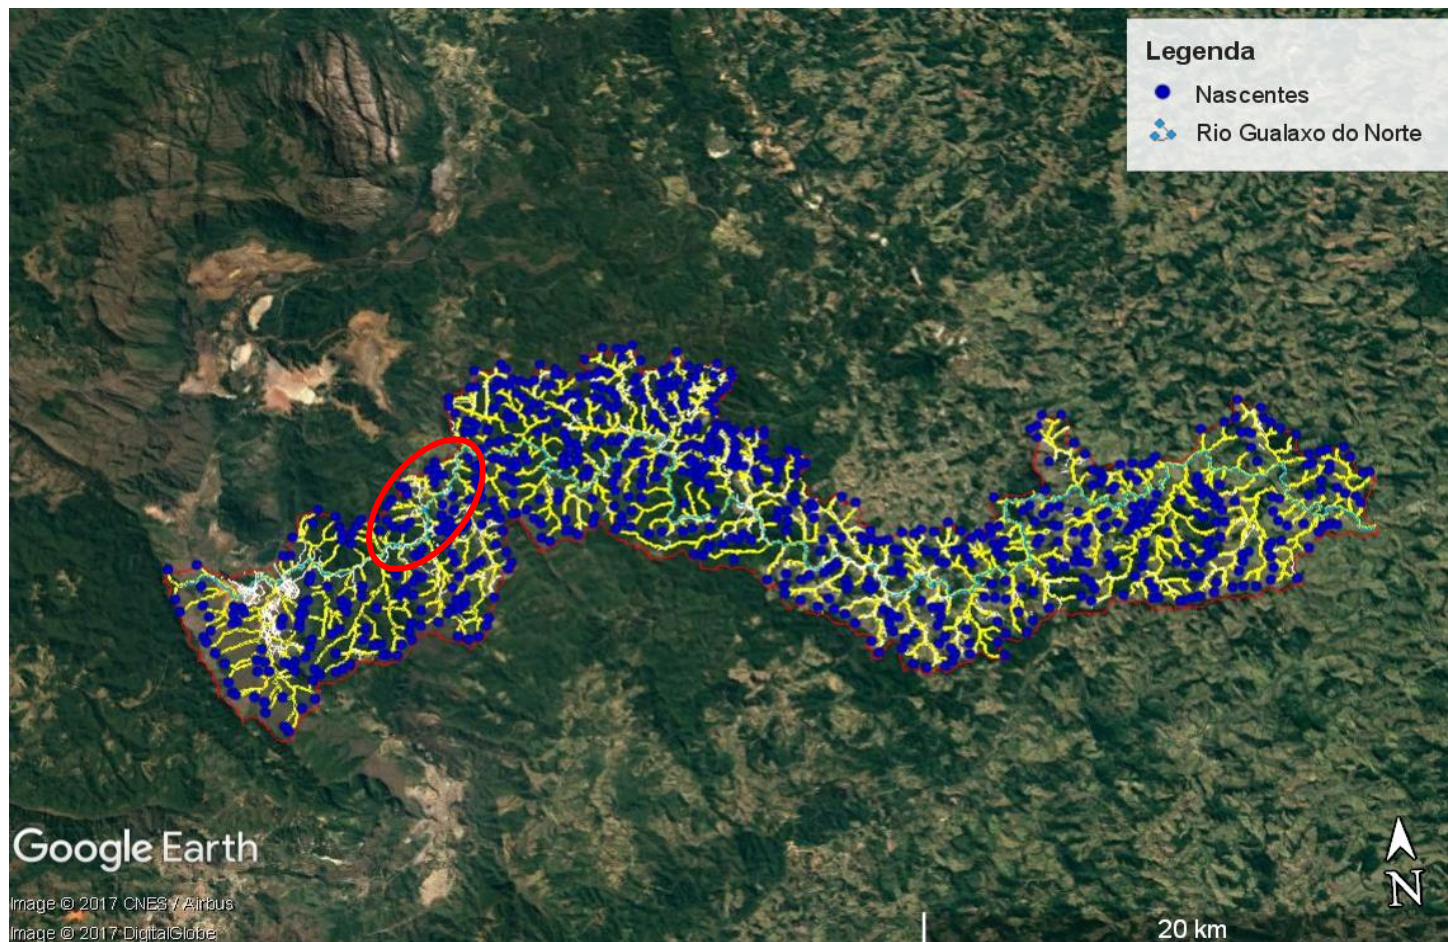 Legenda
Nascentes
Rio Gualaxo do Norte
Google Earth
N
Image © 2017 CNES / Airbus
Image © 2017 DigitalGlobe
20 km